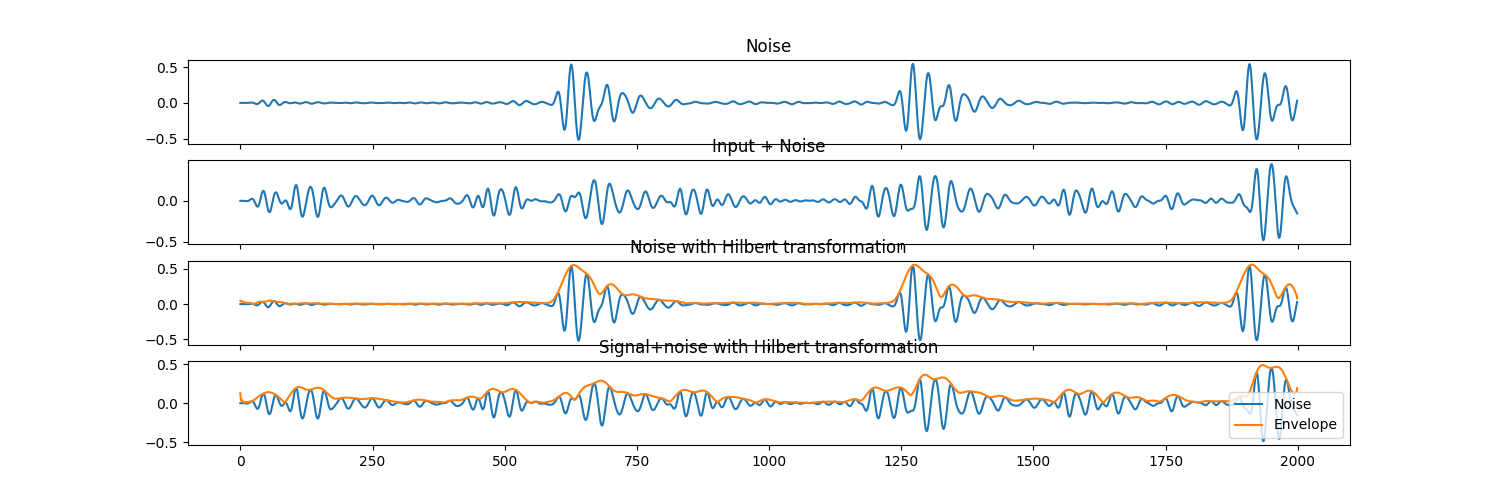 Noise
0.5
0.0
−0.5
Input + Noise
0.0
−0.5
Noise with Hilbert transformation
0.5
0.0
−0.5
Signal+noise with Hilbert transformation
0.5
0.0
−0.5
Noise
Envelope
0 250 500 750 1000 1250 1500 1750 2000